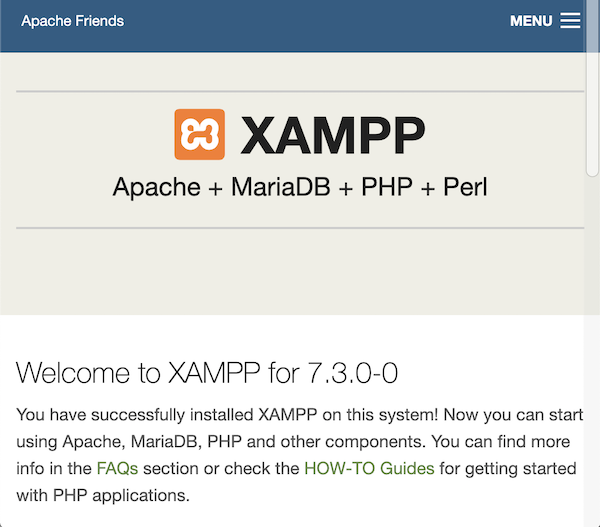 Apache Friends MENU
XAMPP
Apache + MariaDB + PHP + Perl
Welcome to XAMPP for 7.3.0-0
You have successfully installed XAMPP on this system! Now you can start
using Apache, MariaDB, PHP and other components. You can find more
info in the FAQs section or check the HOW-TO Guides for getting started
with PHP applications.